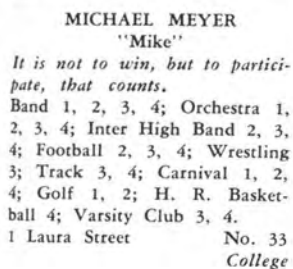 MICHAEL MEYER
"Mike"
It is not to win, but to partici-
pate, that counts.
Band 1, 2, 3, 4; Orchestra 1,
2, 3, 4; Inter High Band 2, 3,
4; Football 2, 3, 4; Wrestling
3; Track 3, 4; Carnival 1, 2,
4; Golf 1, 2; H. R. Basket-
ball 4; Varsity Club 3, 4.
1 Laura Street No. 33
College